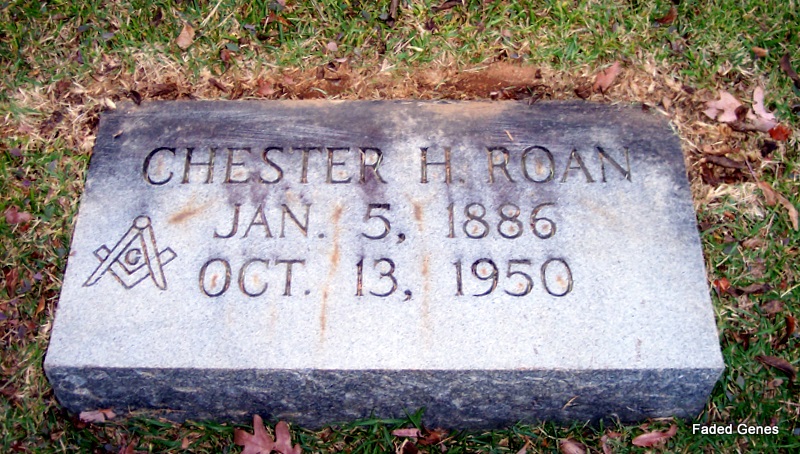 CHESTER H. ROAN
JAN. 5, 1886
OCT. 13, 1950
G
Faded Genes